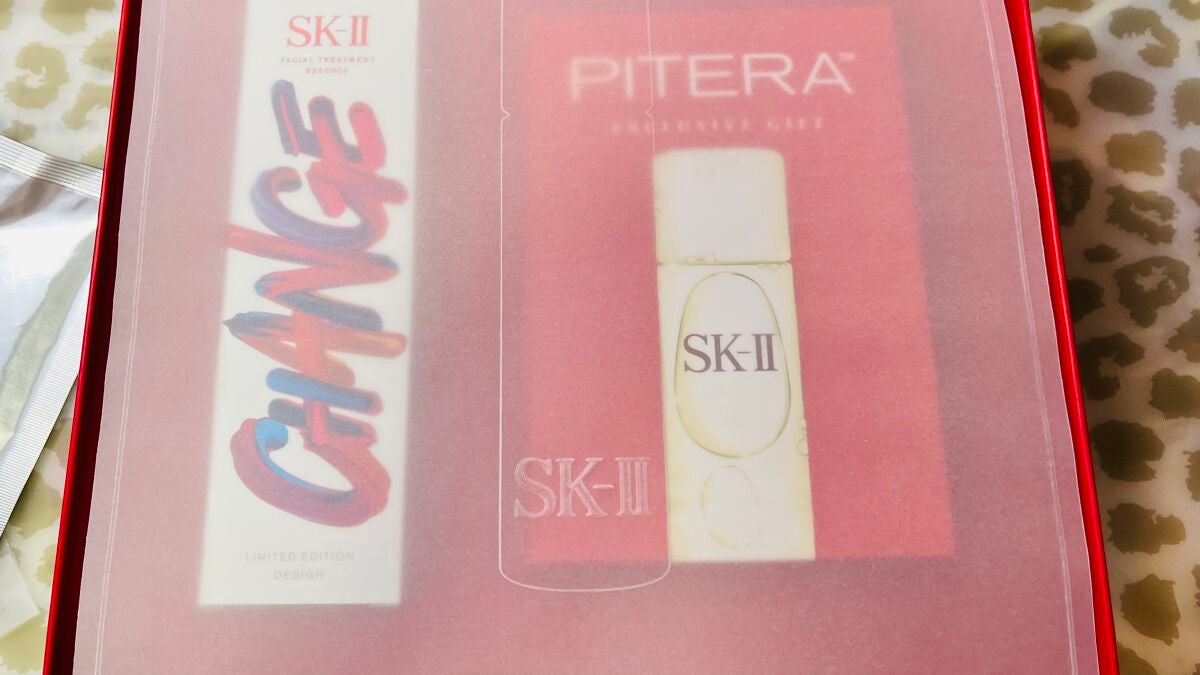 SK-II
FACIAL TREATMENT
ESSENCE
CHANGE
LIMITED EDITION
DESIGN
PITERA™
EXCLUSIVE GIFT
SK-II
SK-II